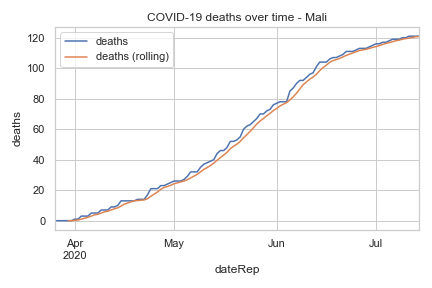 COVID-19 deaths over time - Mali
deaths
deaths (rolling)
120
100
80
60
40
20
0
deaths
Apr
2020
May
Jun
Jul
dateRep